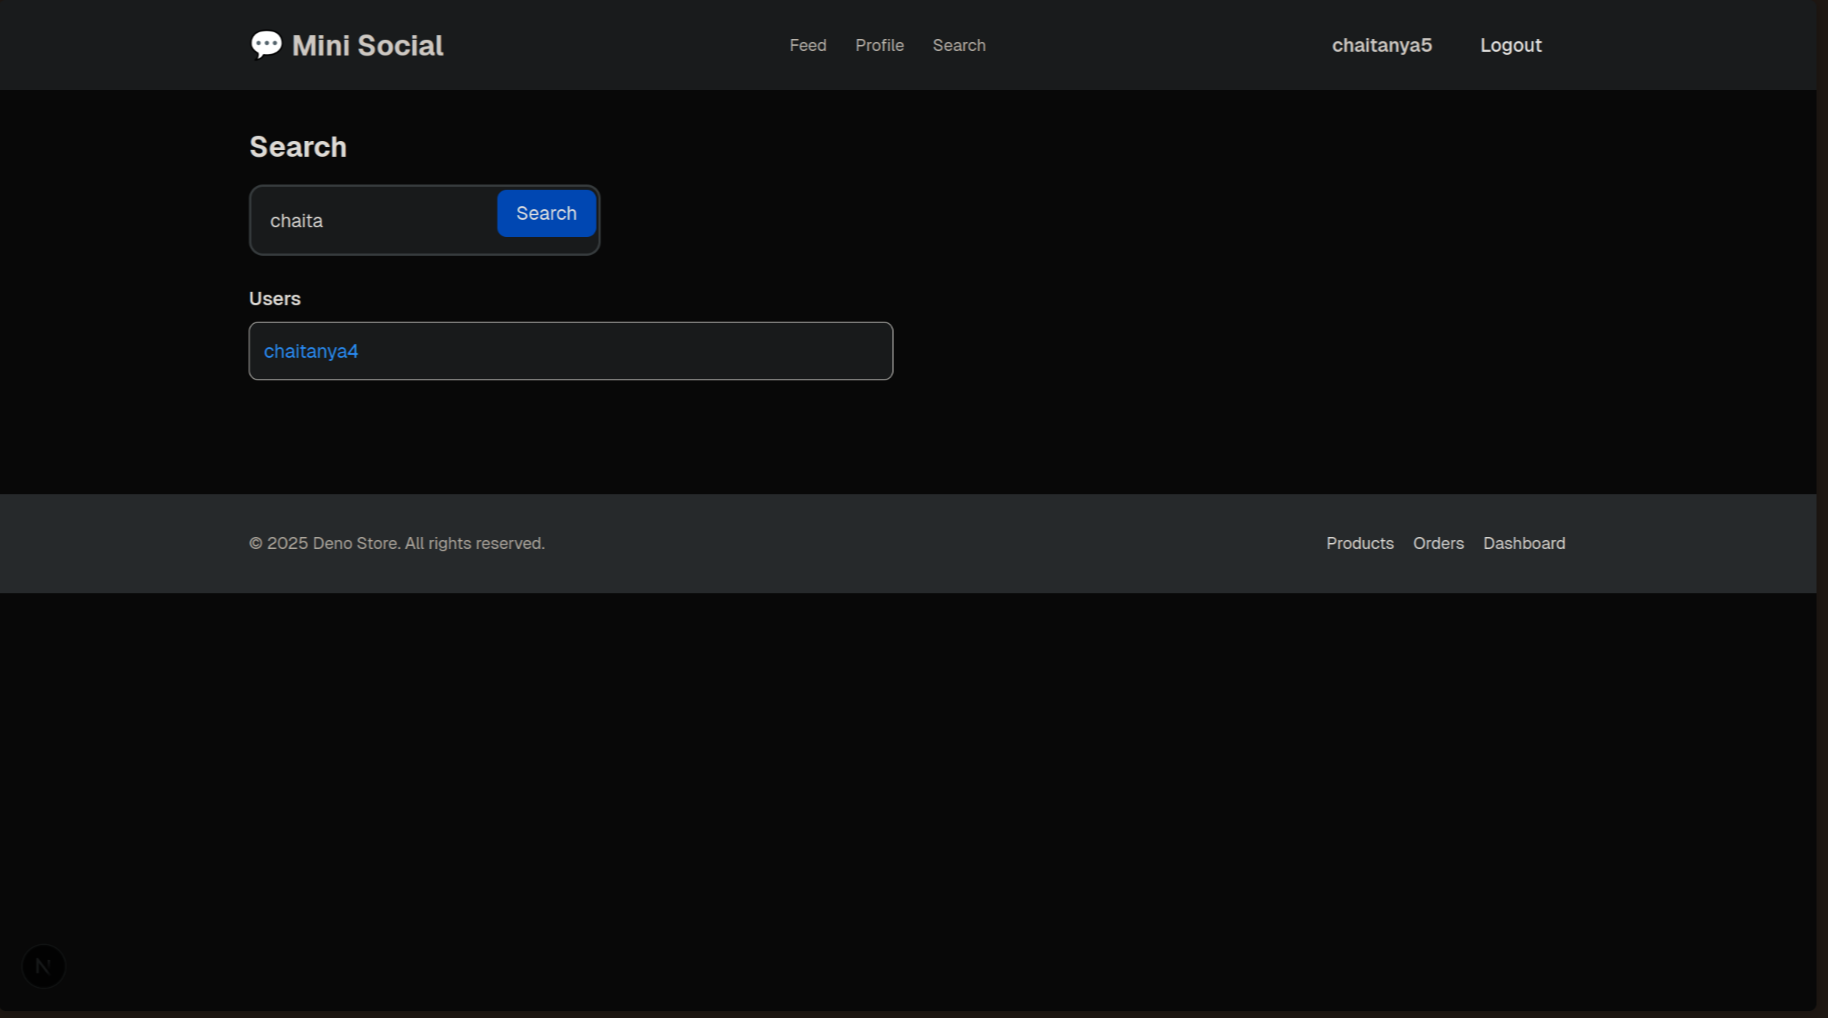 💬 Mini Social
Feed Profile Search
chaitanya5 Logout
Search
chaita
Search
Users
chaitanya4
© 2025 Deno Store. All rights reserved.
Products Orders Dashboard
N